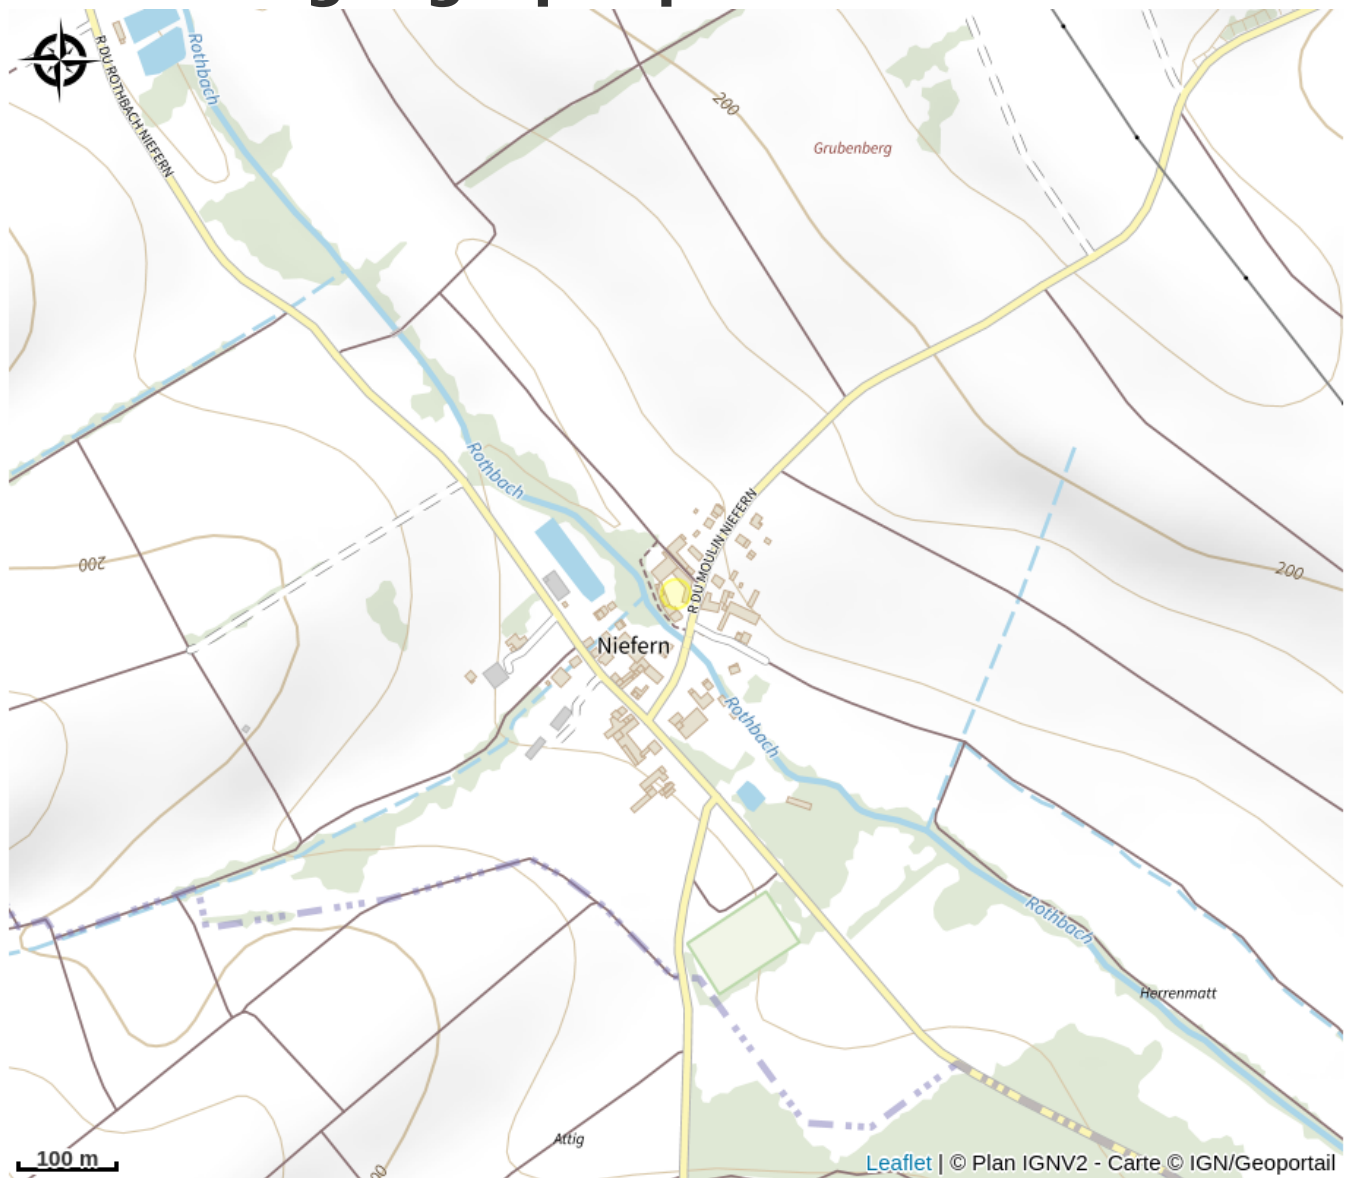 Rothbach
R DU ROTHBACH NIEFERN
200
Grubenberg
Rothbach
R DU MOULIN NIEFERN
200
200
Niefern
Rothbach
Rothbach
Herrenmatt
Attig
100 m
Leaflet | © Plan IGNV2 - Carte © IGN/Geoportail